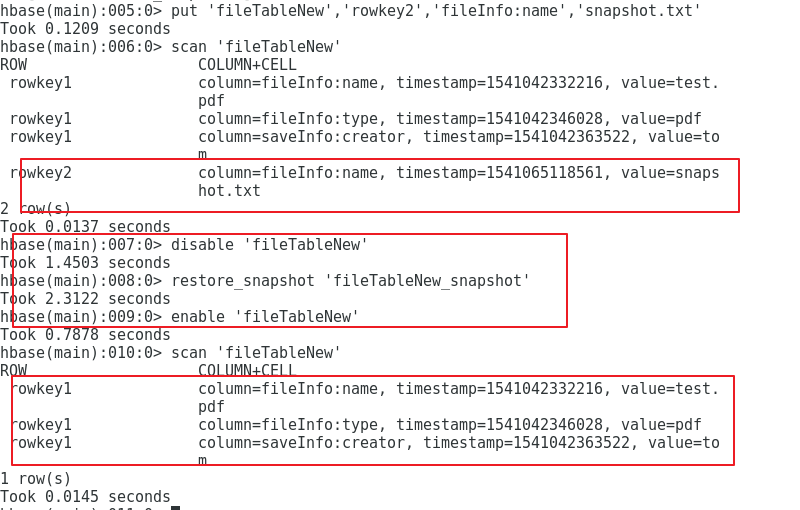 hbase(main):005:0> put 'fileTableNew','rowkey2','fileInfo:name','snapshot.txt'
Took 0.1209 seconds
hbase(main):006:0> scan 'fileTableNew'
ROW                   COLUMN+CELL
 rowkey1              column=fileInfo:name, timestamp=1541042332216, value=test.
                      pdf
 rowkey1              column=fileInfo:type, timestamp=1541042346028, value=pdf
 rowkey1              column=saveInfo:creator, timestamp=1541042363522, value=to
                      m
 rowkey2              column=fileInfo:name, timestamp=1541065118561, value=snaps
                      hot.txt
2 row(s)
Took 0.0137 seconds
hbase(main):007:0> disable 'fileTableNew'
Took 1.4503 seconds
hbase(main):008:0> restore_snapshot 'fileTableNew_snapshot'
Took 2.3122 seconds
hbase(main):009:0> enable 'fileTableNew'
Took 0.7878 seconds
hbase(main):010:0> scan 'fileTableNew'
ROW                   COLUMN+CELL
 rowkey1              column=fileInfo:name, timestamp=1541042332216, value=test.
                      pdf
 rowkey1              column=fileInfo:type, timestamp=1541042346028, value=pdf
 rowkey1              column=saveInfo:creator, timestamp=1541042363522, value=to
                      m
1 row(s)
Took 0.0145 seconds